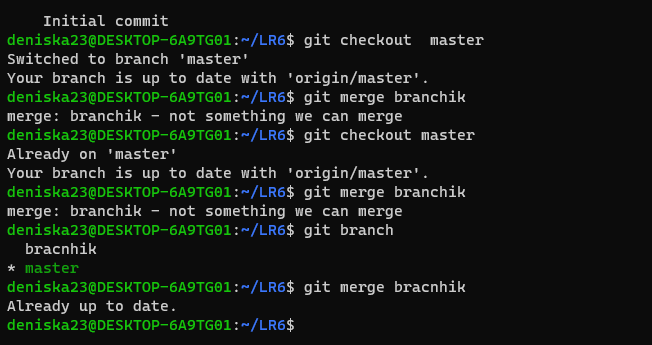 Initial commit
deniska23@DESKTOP-6A9TG01:~/LR6$ git checkout  master
Switched to branch 'master'
Your branch is up to date with 'origin/master'.
deniska23@DESKTOP-6A9TG01:~/LR6$ git merge branchik
merge: branchik - not something we can merge
deniska23@DESKTOP-6A9TG01:~/LR6$ git checkout master
Already on 'master'
Your branch is up to date with 'origin/master'.
deniska23@DESKTOP-6A9TG01:~/LR6$ git merge branchik
merge: branchik - not something we can merge
deniska23@DESKTOP-6A9TG01:~/LR6$ git branch
  bracnhik
* master
deniska23@DESKTOP-6A9TG01:~/LR6$ git merge bracnhik
Already up to date.
deniska23@DESKTOP-6A9TG01:~/LR6$